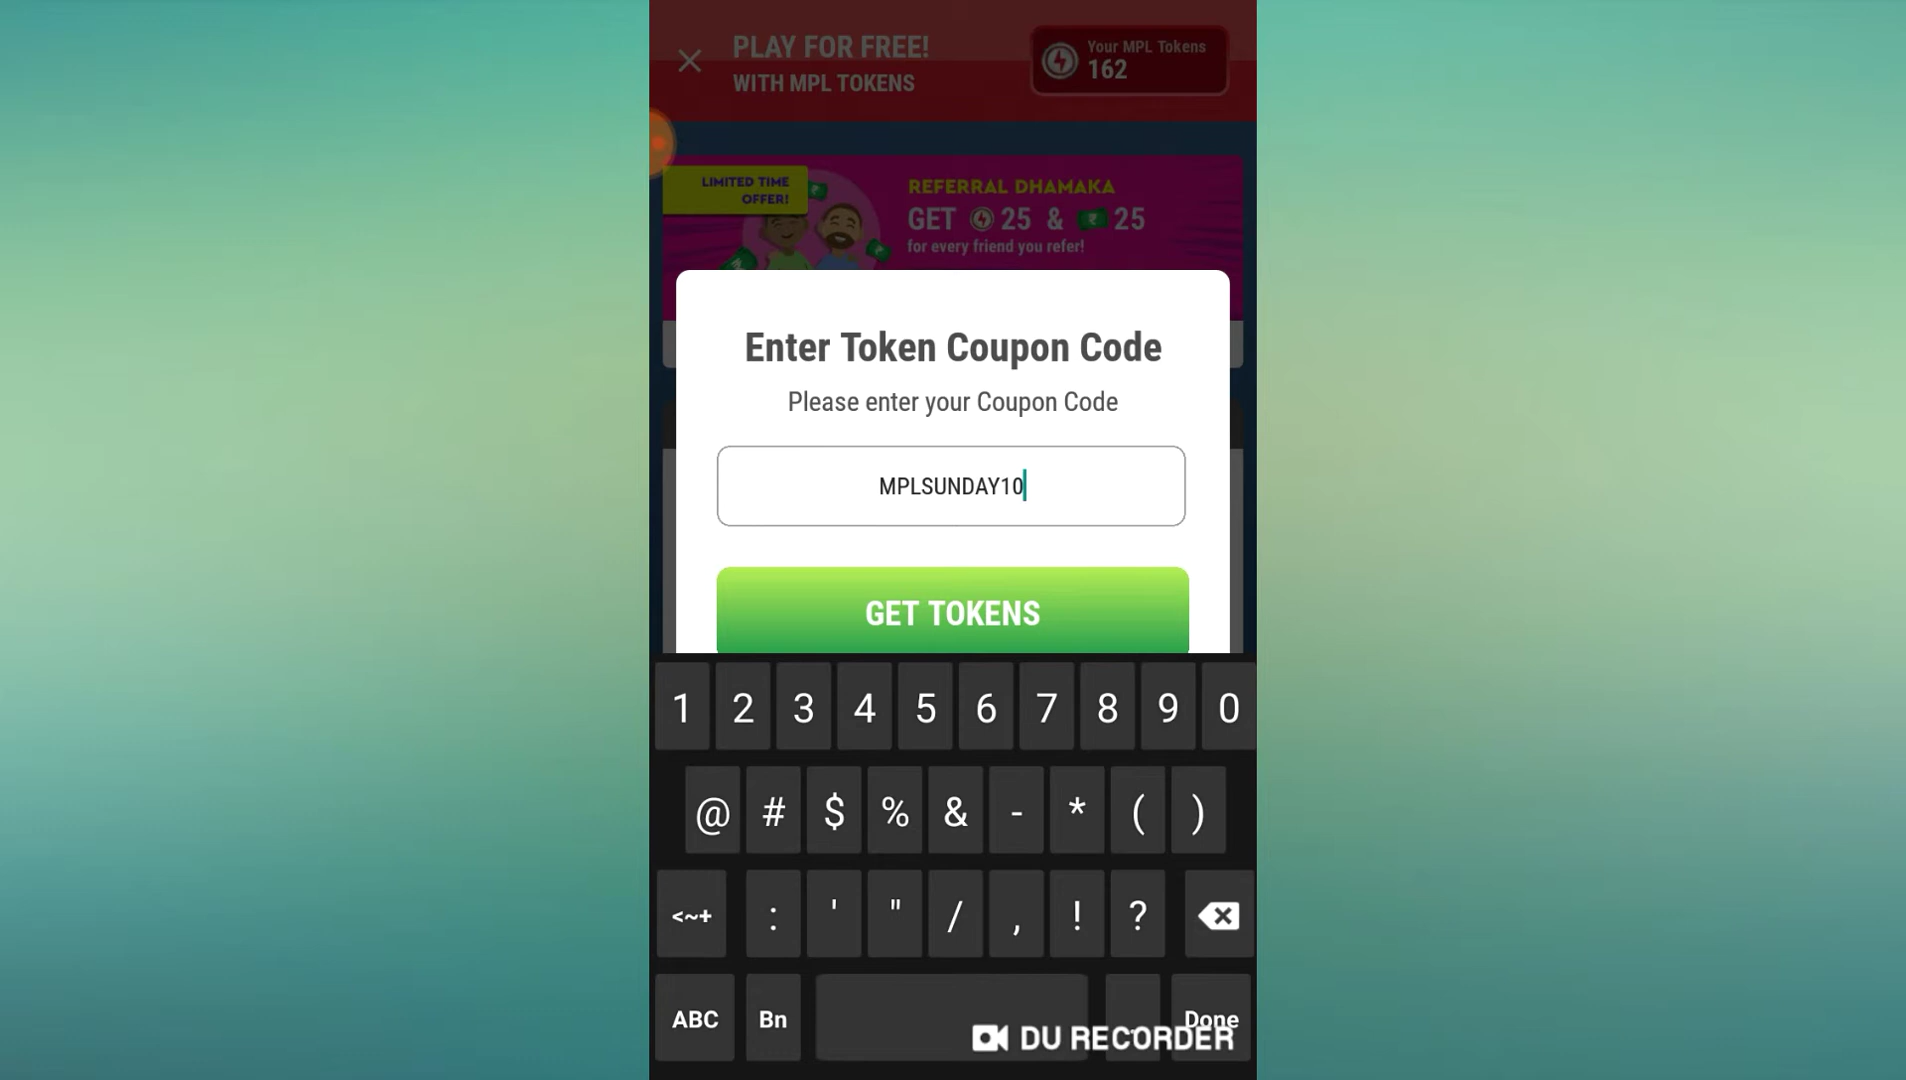 PLAY FOR FREE!
WITH MPL TOKENS
Your MPL Tokens
162
LIMITED TIME
OFFER!
REFERRAL DHAMAKA
GET 25 & ₹ 25
for every friend you refer!
Enter Token Coupon Code
Please enter your Coupon Code
MPLSUNDAY10
GET TOKENS
1 2 3 4 5 6 7 8 9 0
@ # $ % & - * ( )
<~+ : ' " / , ! ?
ABC Bn . Done
DU RECORDER